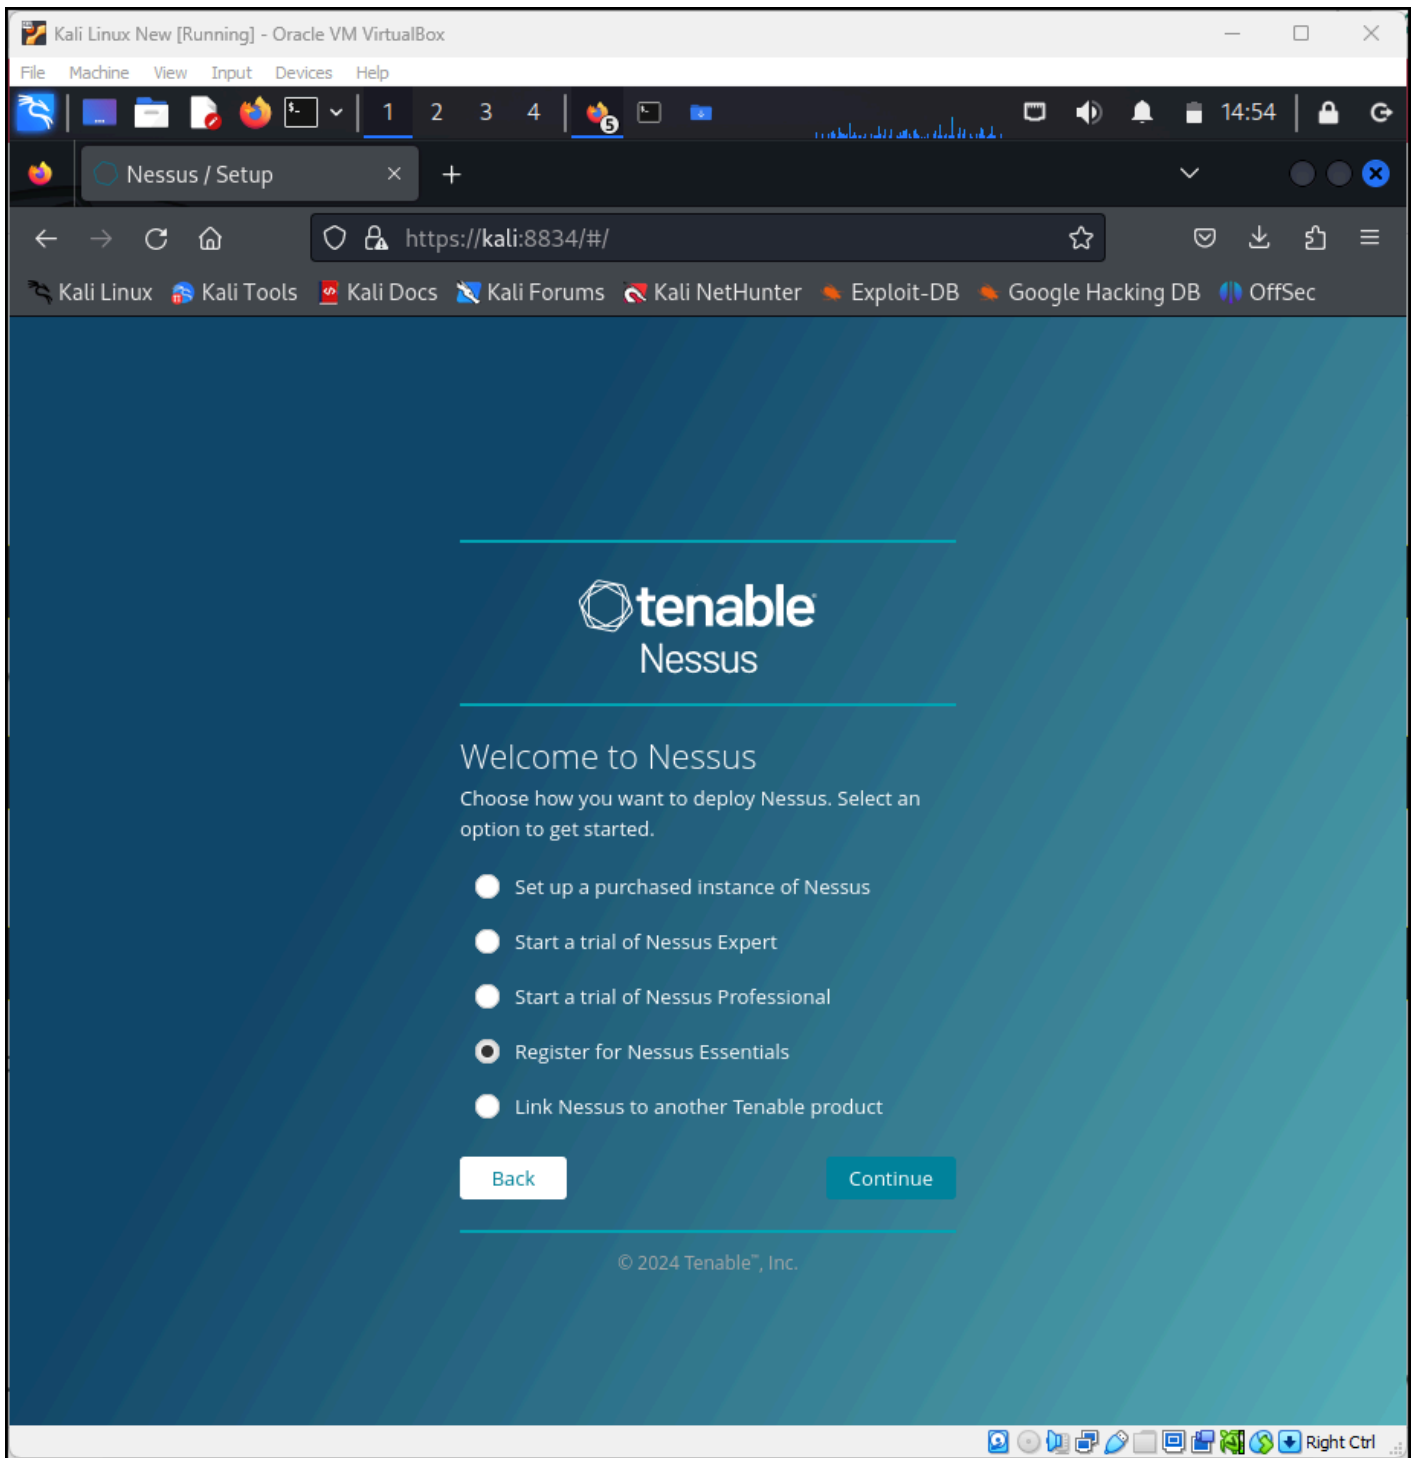 Kali Linux New [Running] - Oracle VM VirtualBox
File Machine View Input Devices Help
1 2 3 4 5 14:54
Nessus / Setup
https://kali:8834/#/
Kali Linux Kali Tools Kali Docs Kali Forums Kali NetHunter Exploit-DB Google Hacking DB OffSec
tenable
Nessus
Welcome to Nessus
Choose how you want to deploy Nessus. Select an
option to get started.
Set up a purchased instance of Nessus
Start a trial of Nessus Expert
Start a trial of Nessus Professional
Register for Nessus Essentials
Link Nessus to another Tenable product
Back Continue
© 2024 Tenable™, Inc.
Right Ctrl